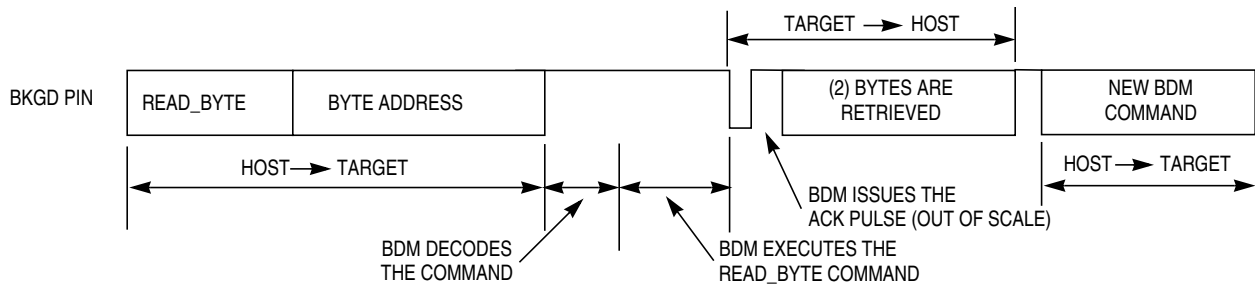 TARGET → HOST
BKGD PIN
READ_BYTE
BYTE ADDRESS
(2) BYTES ARE
RETRIEVED
NEW BDM
COMMAND
HOST → TARGET
HOST → TARGET
BDM ISSUES THE
ACK PULSE (OUT OF SCALE)
BDM DECODES
THE COMMAND
BDM EXECUTES THE
READ_BYTE COMMAND